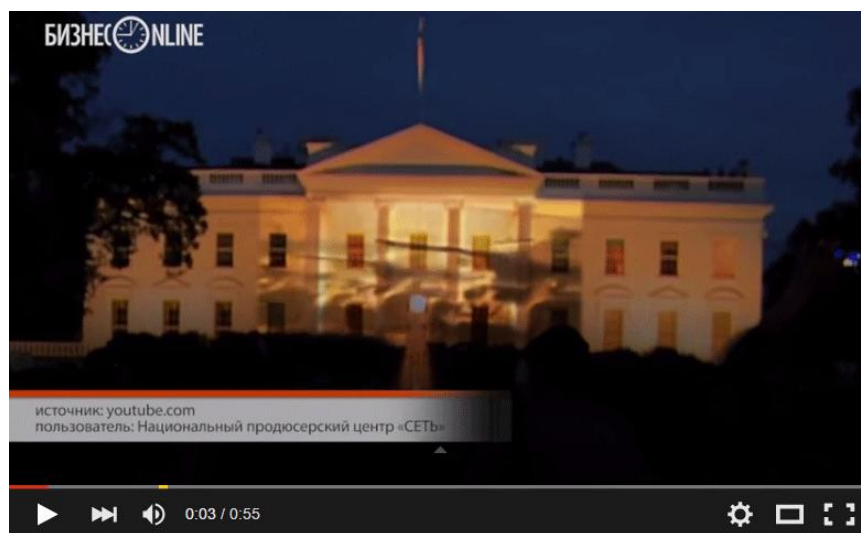 БИЗНЕС ONLINE
источник: youtube.com
пользователь: Национальный продюсерский центр «СЕТЬ»
0:03 / 0:55